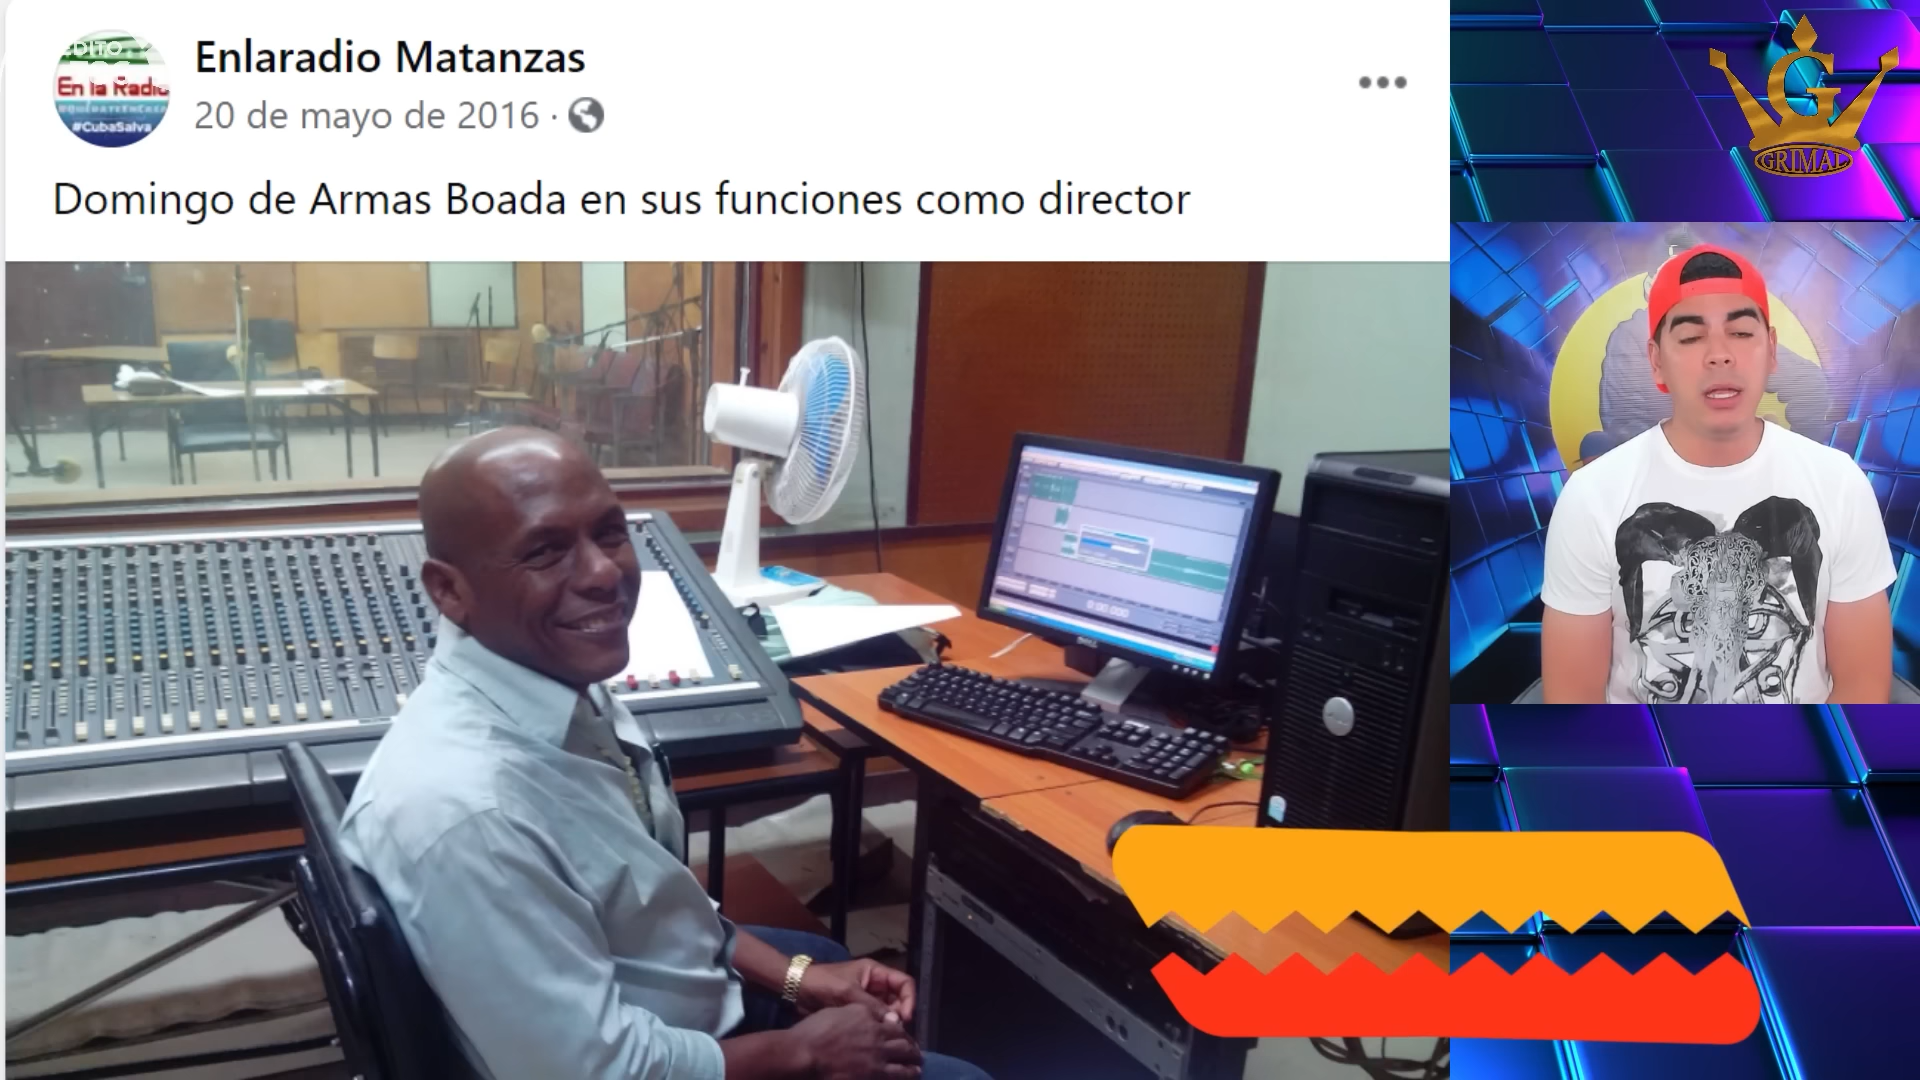 Enlaradio Matanzas
20 de mayo de 2016 ·
Domingo de Armas Boada en sus funciones como director
En la Radio
#CubaSalva
G
GRIMAL